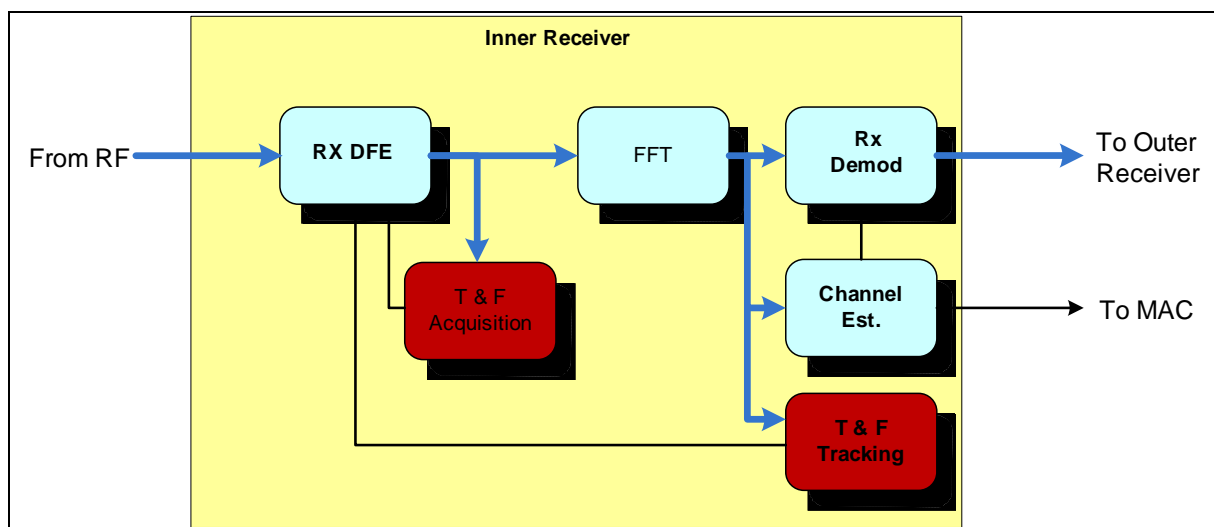 Inner Receiver
From RF
RX DFE
FFT
Rx
Demod
To Outer
Receiver
T & F
Acquisition
Channel
Est.
To MAC
T & F
Tracking